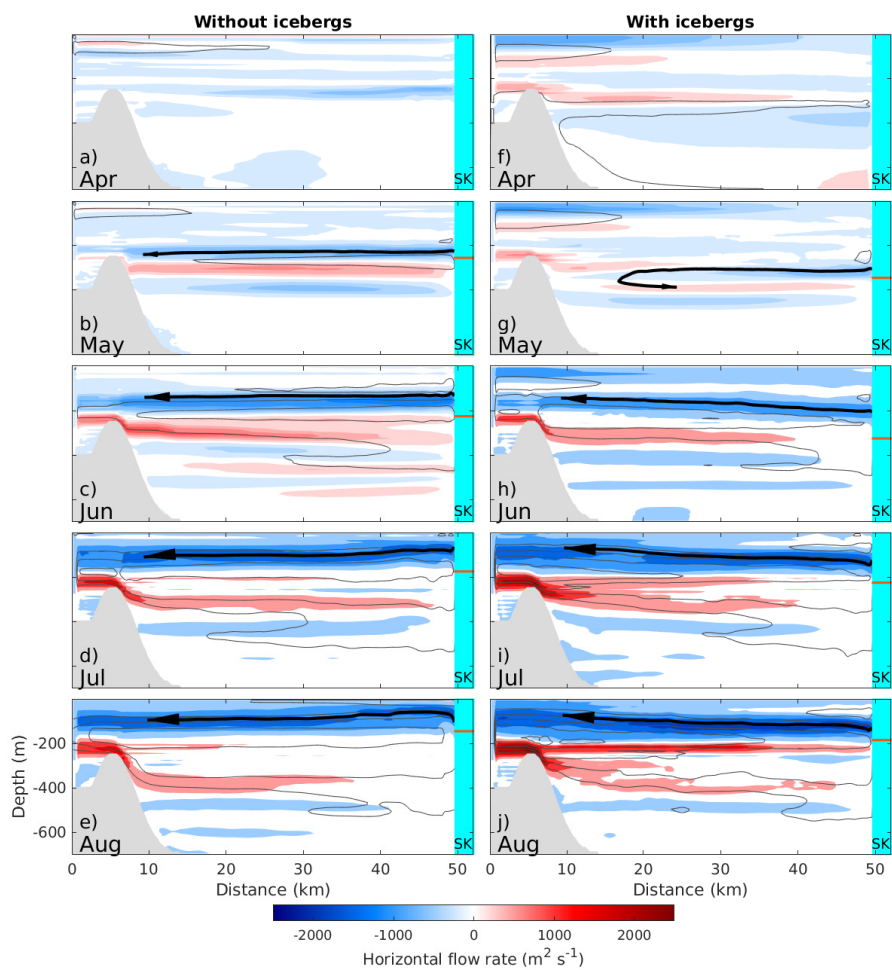 Without icebergs
With icebergs
a)
Apr
SK
f)
Apr
SK
b)
May
SK
g)
May
SK
c)
Jun
SK
h)
Jun
SK
d)
Jul
SK
i)
Jul
SK
-200
-400
-600
Depth (m)
e)
Aug
SK
j)
Aug
SK
0 10 20 30 40 50
0 10 20 30 40 50
Distance (km)
Distance (km)
-2000 -1000 0 1000 2000
Horizontal flow rate (m² s⁻¹)